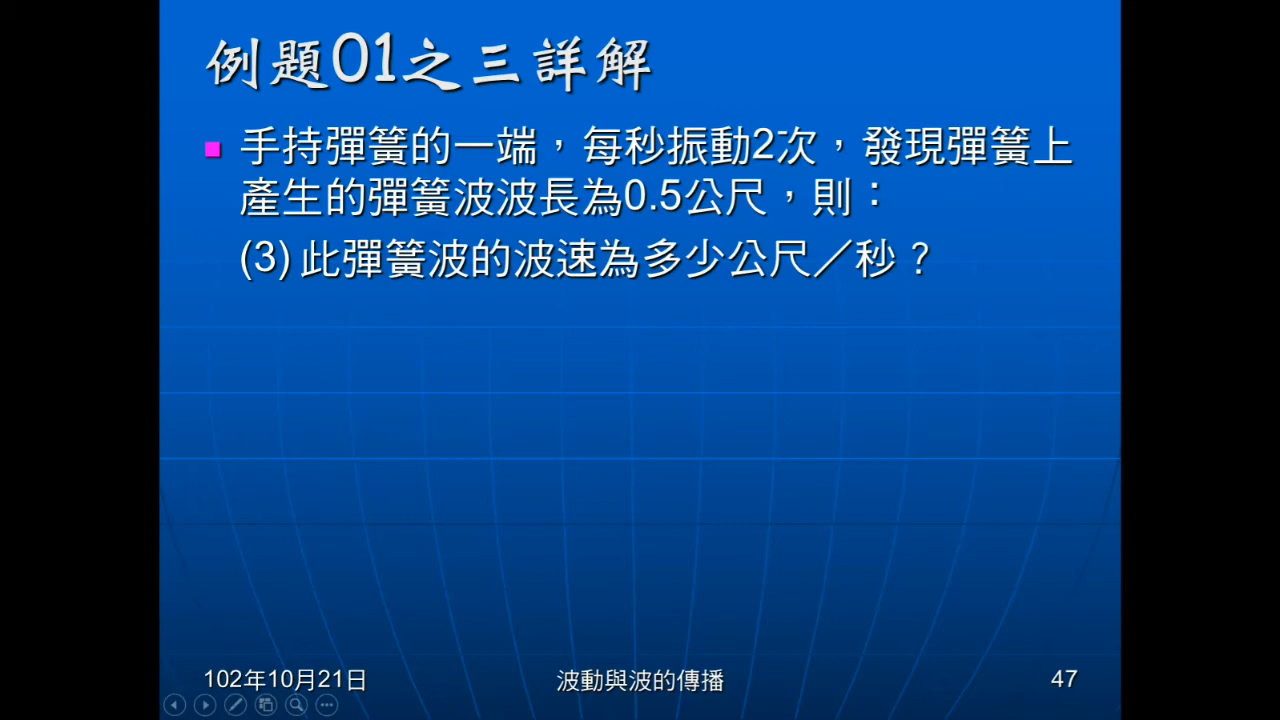 例題01之三詳解
手持彈簧的一端，每秒振動2次，發現彈簧上
產生的彈簧波波長為0.5公尺，則：
(3) 此彈簧波的波速為多少公尺／秒？
102年10月21日
波動與波的傳播
47